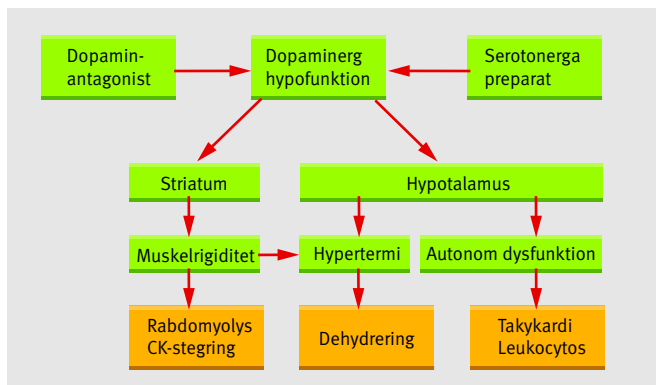 Dopamin-
antagonist
Dopaminerg
hypofunktion
Serotonerga
preparat
Striatum
Hypotalamus
Muskelrigiditet
Hypertermi
Autonom dysfunktion
Rabdomyolys
CK-stegring
Dehydrering
Takykardi
Leukocytos